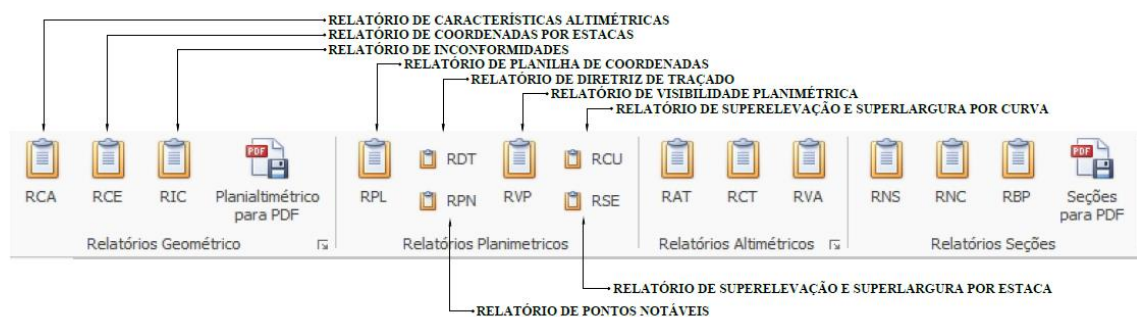 RELATÓRIO DE CARACTERÍSTICAS ALTIMÉTRICAS
RELATÓRIO DE COORDENADAS POR ESTACAS
RELATÓRIO DE INCONFORMIDADES
RELATÓRIO DE PLANILHA DE COORDENADAS
RELATÓRIO DE DIRETRIZ DE TRAÇADO
RELATÓRIO DE VISIBILIDADE PLANIMÉTRICA
RELATÓRIO DE SUPERELEVAÇÃO E SUPERLARGURA POR CURVA
RCA
RCE
RIC
PDF
Planialtimétrico
para PDF
Relatórios Geométrico
RPL
RDT
RPN
RVP
RCU
RSE
Relatórios Planimetricos
RAT
RCT
RVA
Relatórios Altimétricos
RNS
RNC
RBP
PDF
Seções
para PDF
Relatórios Seções
RELATÓRIO DE SUPERELEVAÇÃO E SUPERLARGURA POR ESTACA
RELATÓRIO DE PONTOS NOTÁVEIS